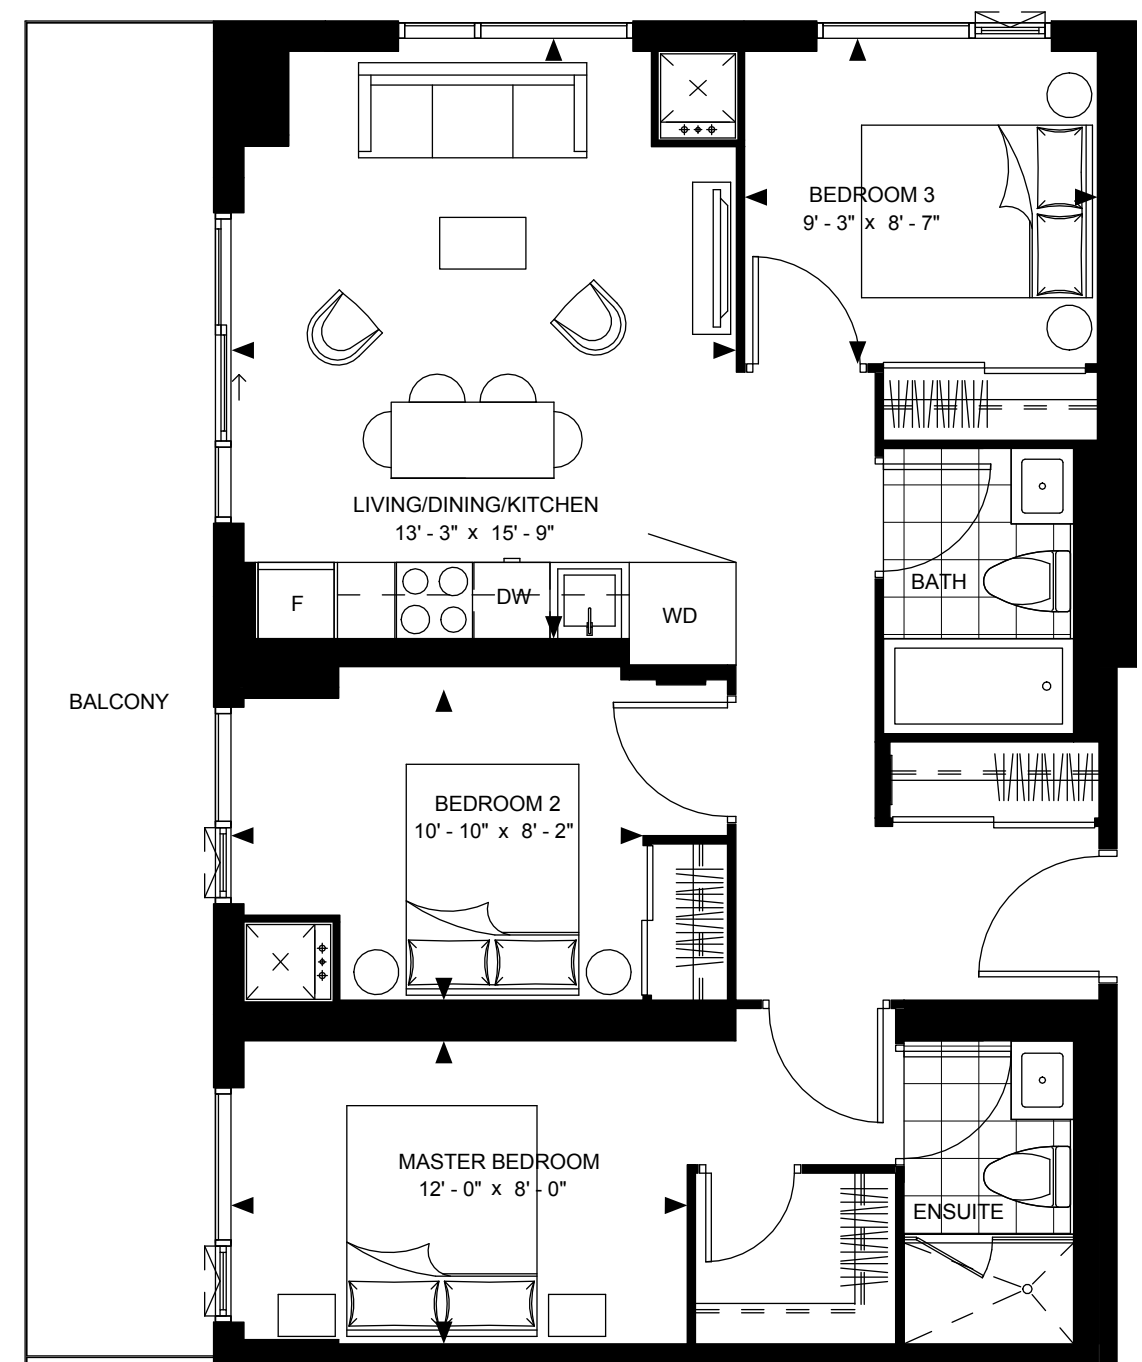 BEDROOM 3
9' - 3" x 8' - 7"
LIVING/DINING/KITCHEN
13' - 3" x 15' - 9"
BATH
F
DW
WD
BALCONY
BEDROOM 2
10' - 10" x 8' - 2"
MASTER BEDROOM
12' - 0" x 8' - 0"
ENSUITE